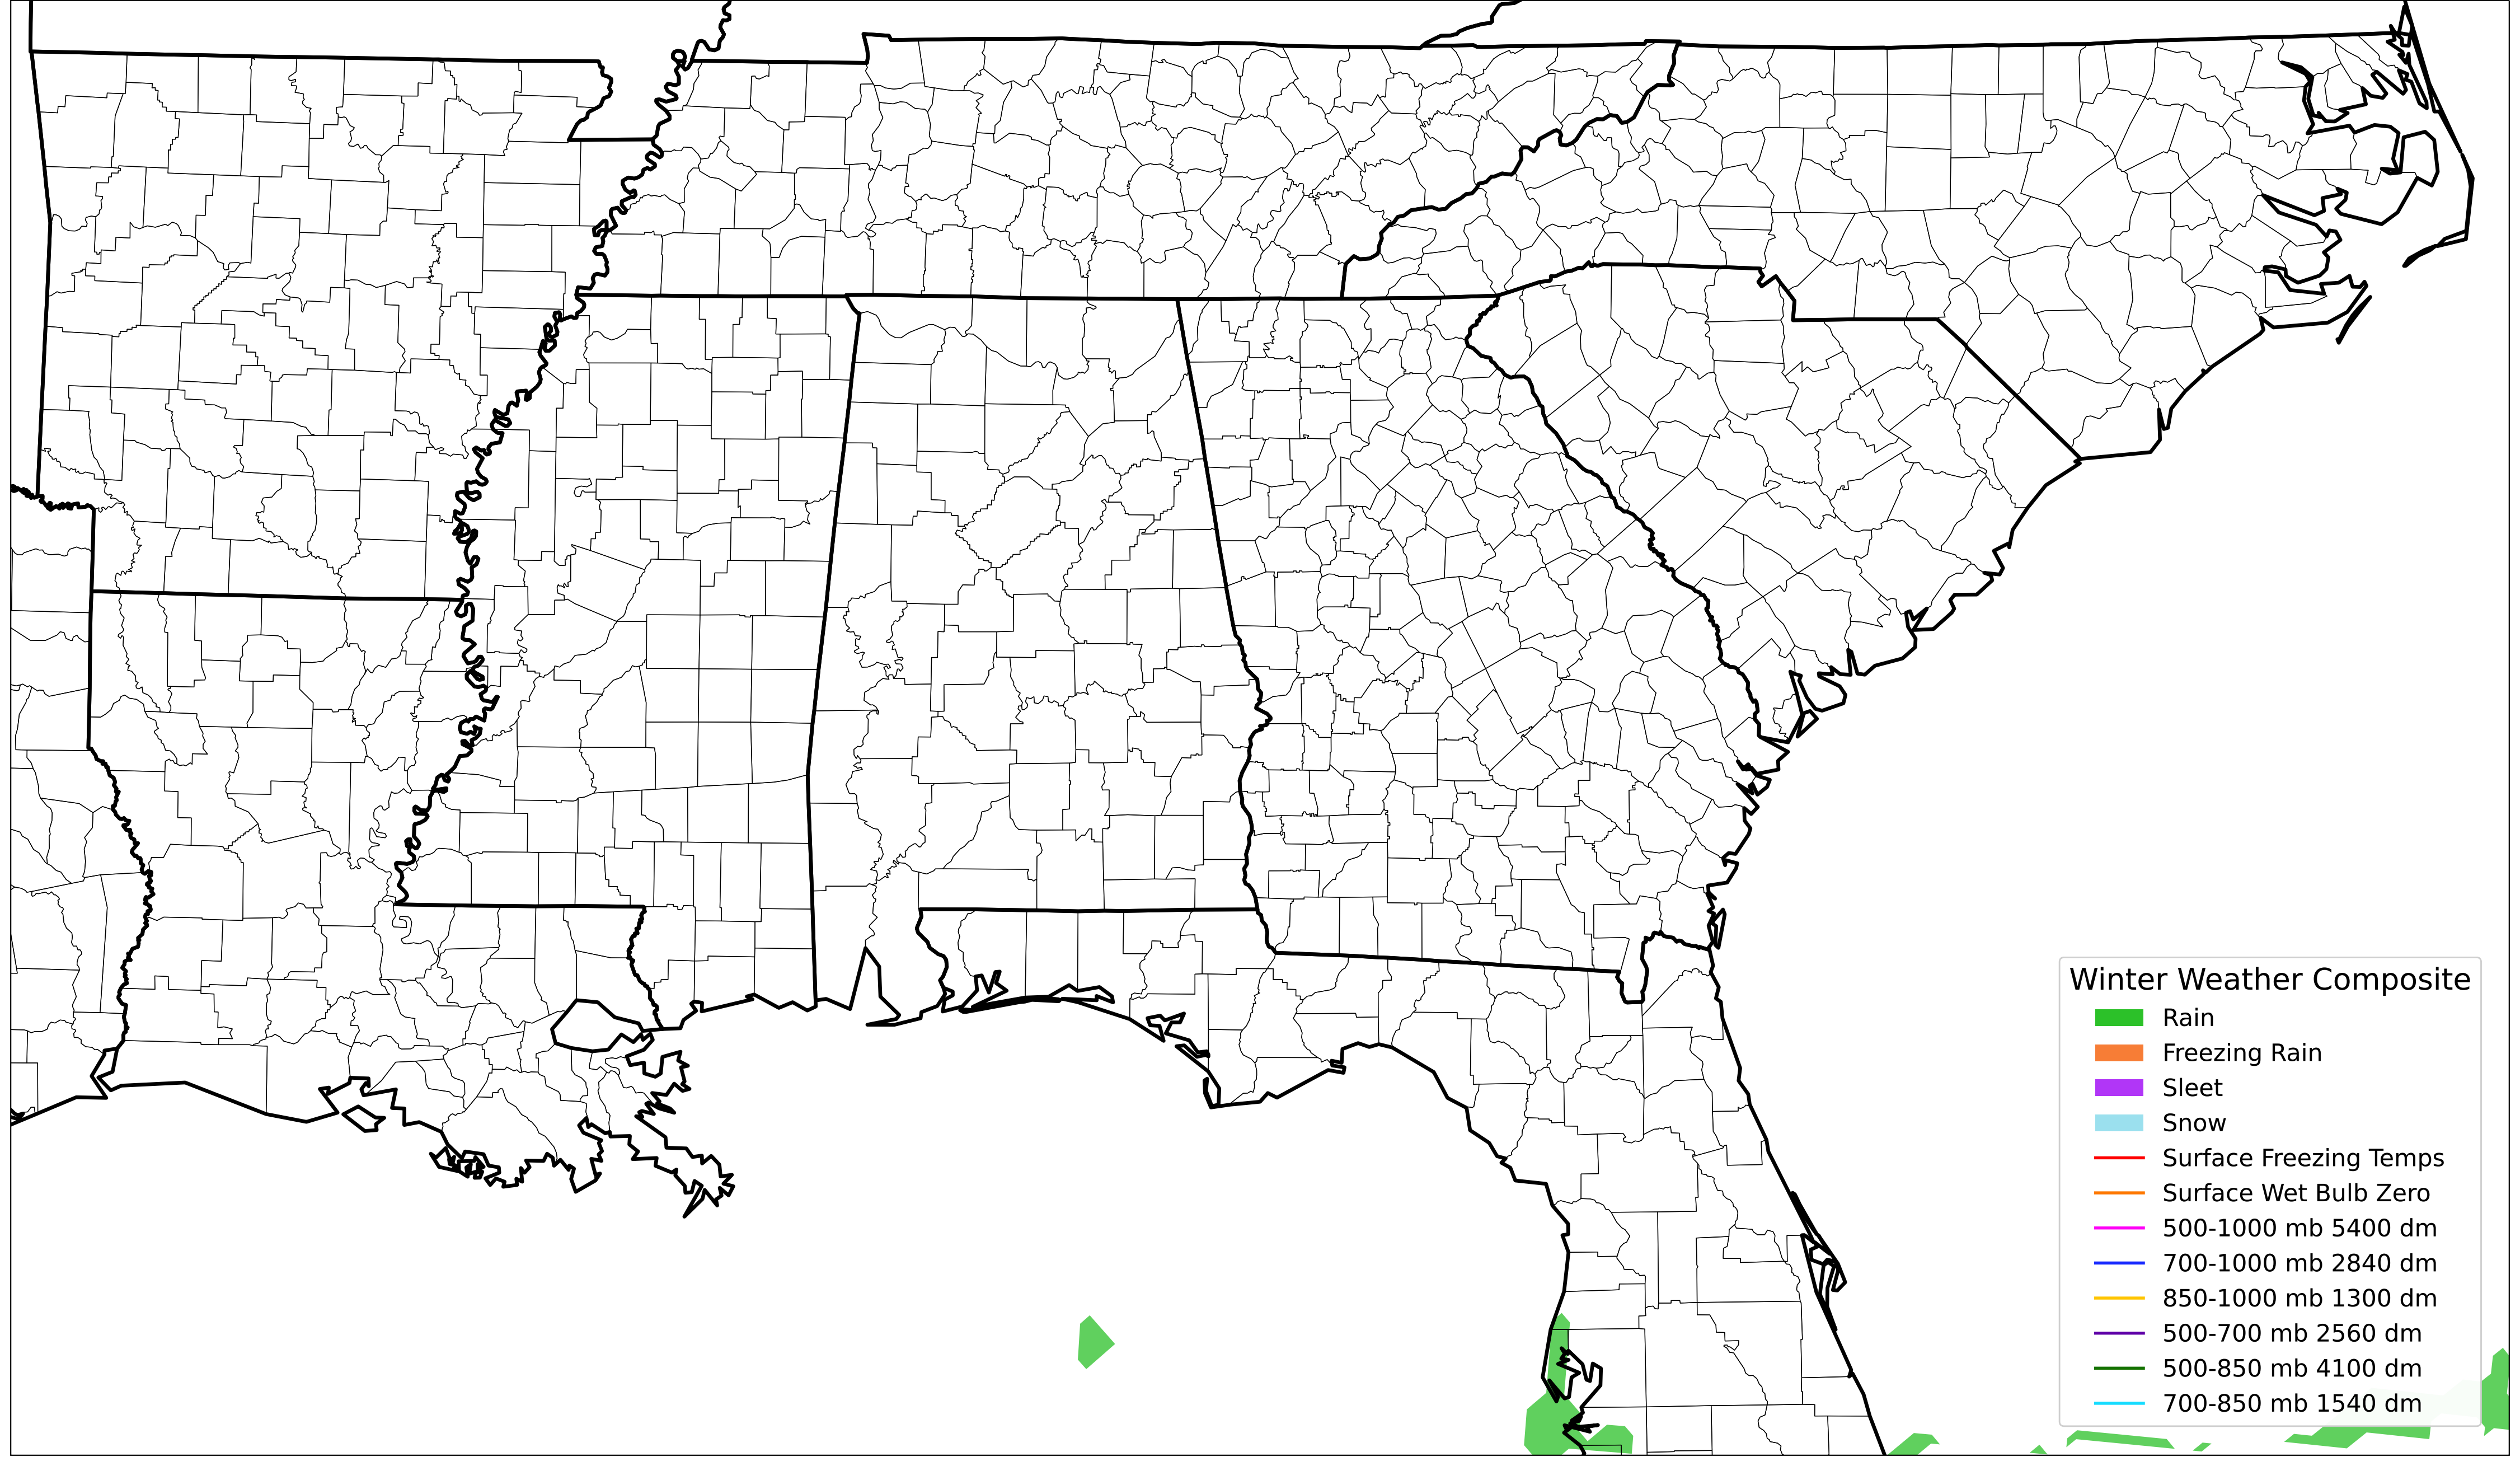 Winter Weather Composite
Rain
Freezing Rain
Sleet
Snow
Surface Freezing Temps
Surface Wet Bulb Zero
500-1000 mb 5400 dm
700-1000 mb 2840 dm
850-1000 mb 1300 dm
500-700 mb 2560 dm
500-850 mb 4100 dm
700-850 mb 1540 dm